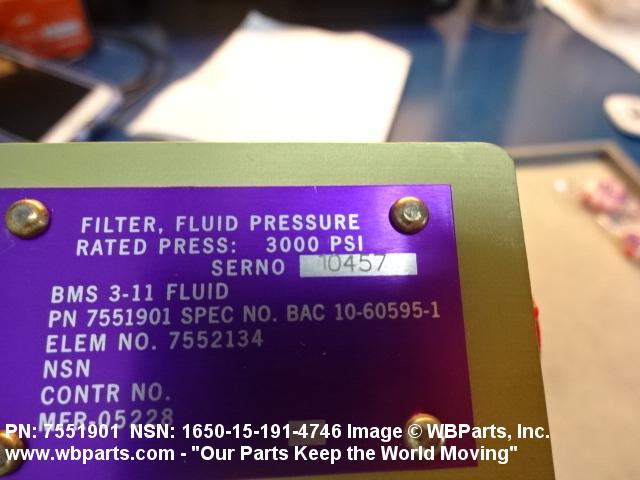 FILTER, FLUID PRESSURE
RATED PRESS: 3000 PSI
SERNO 10457
BMS 3-11 FLUID
PN 7551901 SPEC NO. BAC 10-60595-1
ELEM NO. 7552134
NSN
CONTR NO.
MFR 05228
PN: 7551901 NSN: 1650-15-191-4746 Image © WBParts, Inc.
www.wbparts.com - "Our Parts Keep the World Moving"